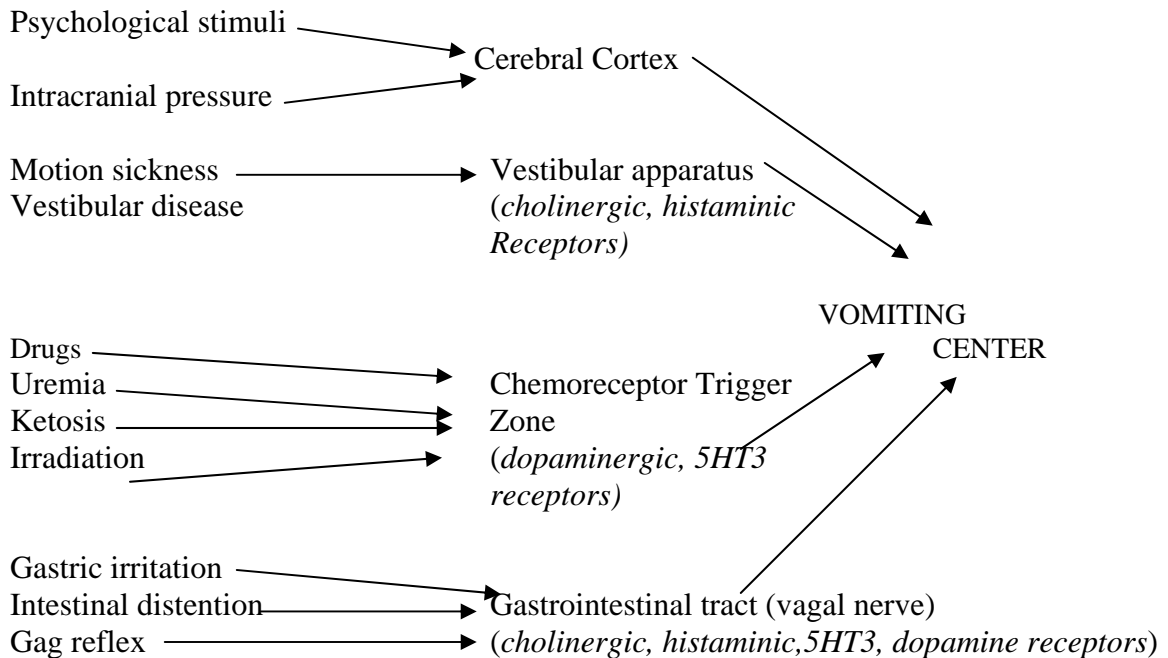 Psychological stimuli
Cerebral Cortex
Intracranial pressure
Motion sickness
Vestibular disease
Vestibular apparatus
(cholinergic, histaminic
Receptors)
VOMITING
CENTER
Drugs
Uremia
Ketosis
Irradiation
Chemoreceptor Trigger
Zone
(dopaminergic, 5HT3
receptors)
Gastric irritation
Intestinal distention
Gag reflex
Gastrointestinal tract (vagal nerve)
(cholinergic, histaminic,5HT3, dopamine receptors)